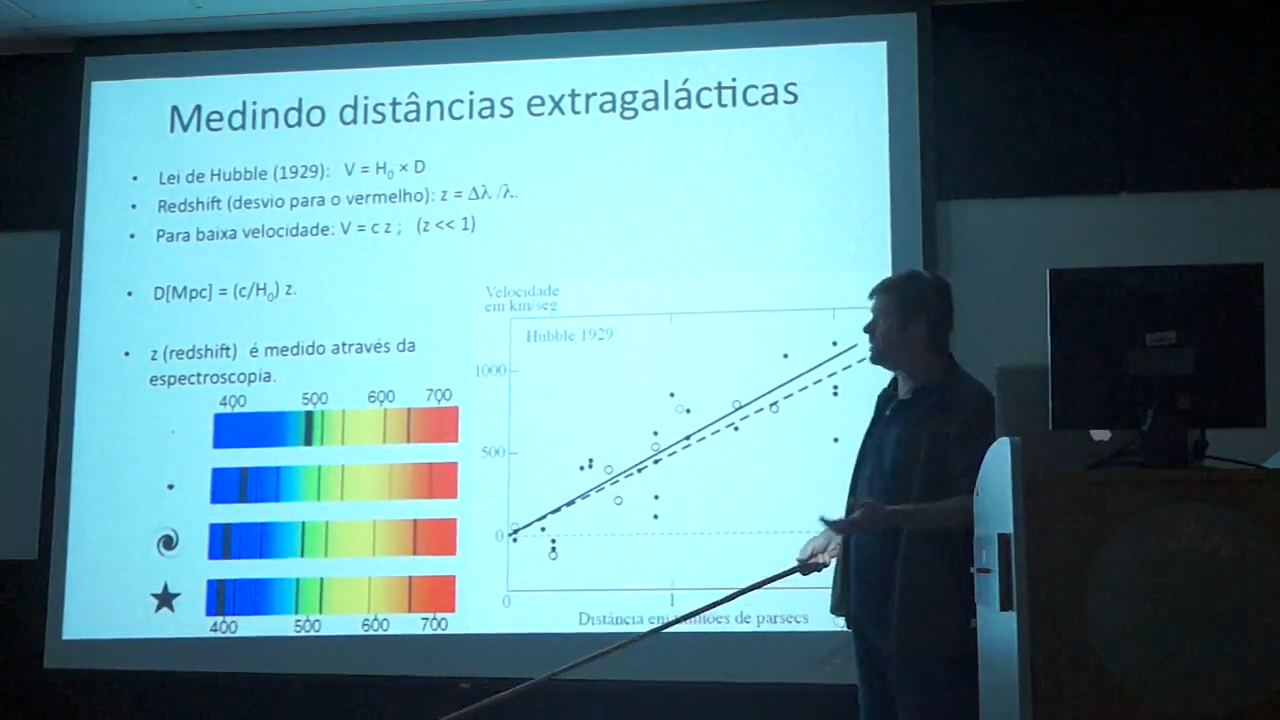 Medindo distâncias extragalácticas
• Lei de Hubble (1929): V = H₀ × D
• Redshift (desvio para o vermelho): z = Δλ /λ.
• Para baixa velocidade: V = c z ; (z << 1)
• D[Mpc] = (c/H₀) z.
• z (redshift) é medido através da
espectroscopia.
400 500 600 700
400 500 600 700
Velocidade
em km/seg
Hubble 1929
1000
500
0
0 1
Distância em milhões de parsecs